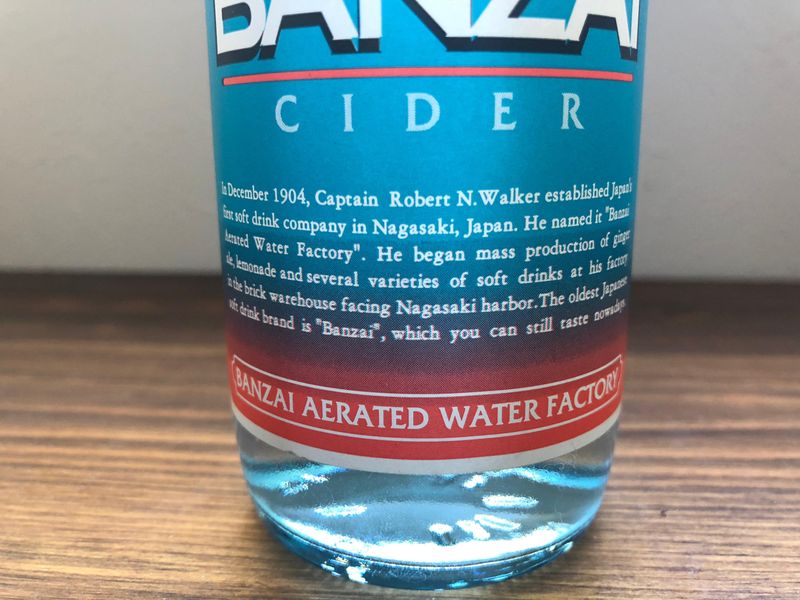 BANZAI
CIDER
In December 1904, Captain Robert N.Walker established Japan's
first soft drink company in Nagasaki, Japan. He named it "Banzai
Aerated Water Factory". He began mass production of ginger
ale, lemonade and several varieties of soft drinks at his factory
in the brick warehouse facing Nagasaki harbor.The oldest Japanese
soft drink brand is "Banzai", which you can still taste nowadays.
BANZAI AERATED WATER FACTORY